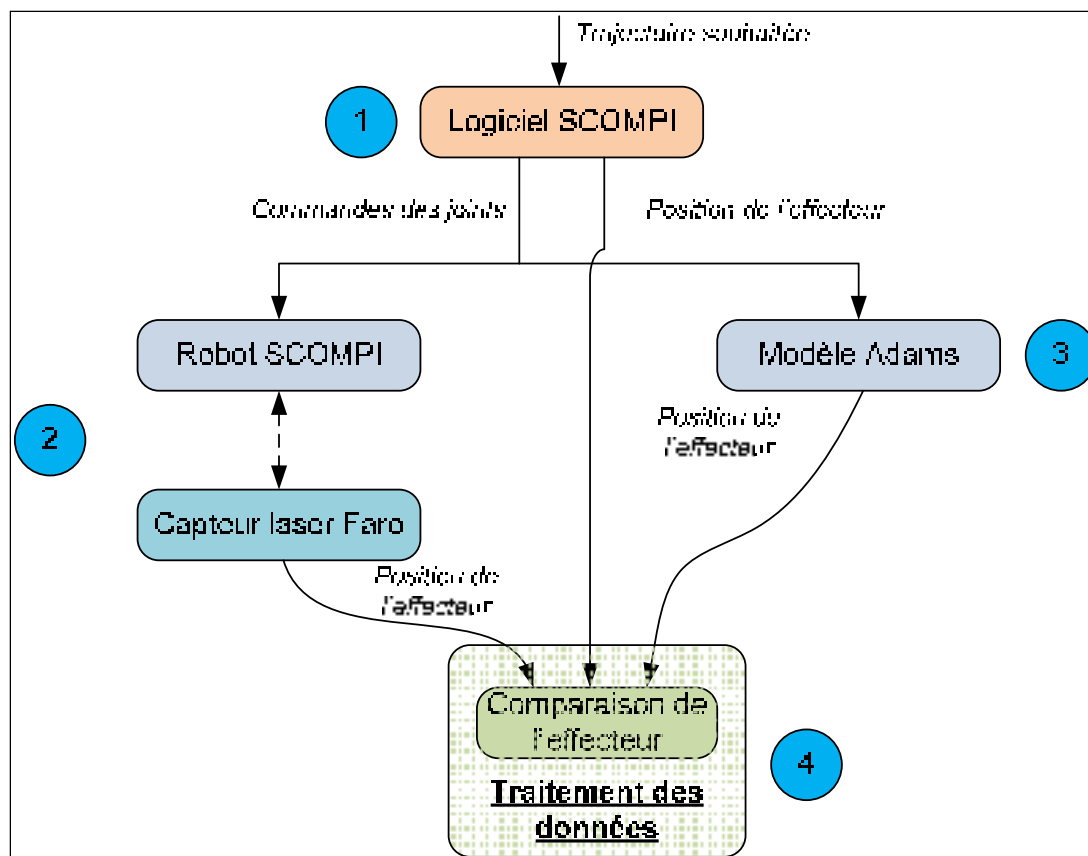 Trajectoire souhaitée
1
Logiciel SCOMPI
Commandes des joints
Position de l'effecteur
Robot SCOMPI
Modèle Adams
3
2
Position de
l'effecteur
Capteur laser Faro
Position de
l'effecteur
Comparaison de
l'effecteur
4
Traitement des
données